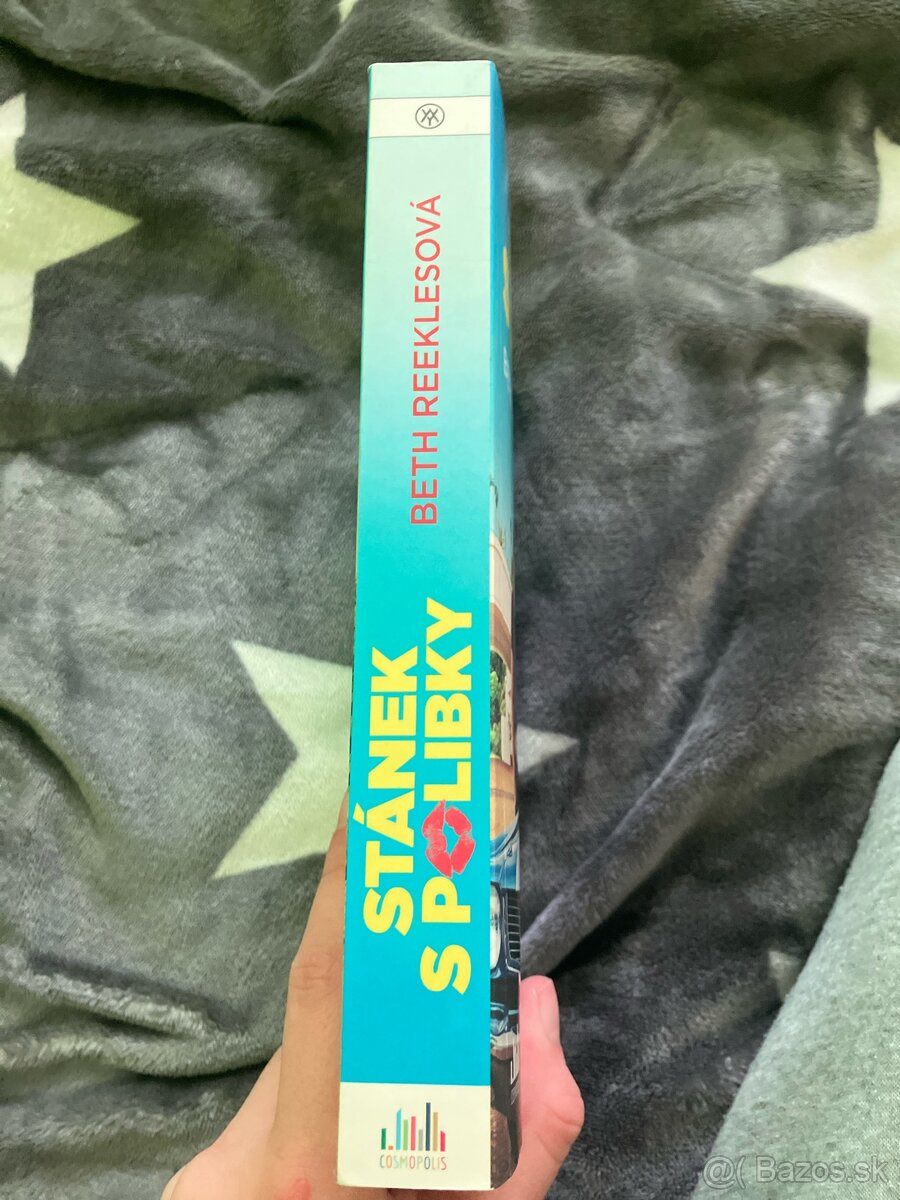 BETH REEKLESOVÁ
STÁNEK
S POLIBKY
COSMOPOLIS
@( Bazos.sk